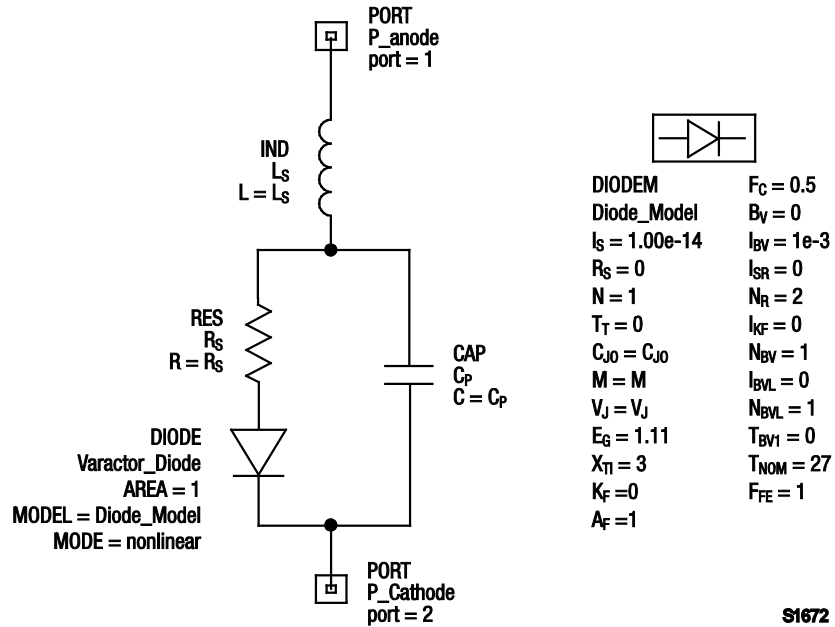 PORT
P_anode
port = 1
IND
LS
L = LS
RES
RS
R = RS
CAP
CP
C = CP
DIODE
Varactor_Diode
AREA = 1
MODEL = Diode_Model
MODE = nonlinear
PORT
P_Cathode
port = 2
DIODEM
Diode_Model
IS = 1.00e-14
RS = 0
N = 1
TT = 0
CJO = CJO
M = M
VJ = VJ
EG = 1.11
XTI = 3
KF =0
AF =1
FC = 0.5
BV = 0
IBV = 1e-3
ISR = 0
NR = 2
IKF = 0
NBV = 1
IBVL = 0
NBVL = 1
TBV1 = 0
TNOM = 27
FFE = 1
S1672